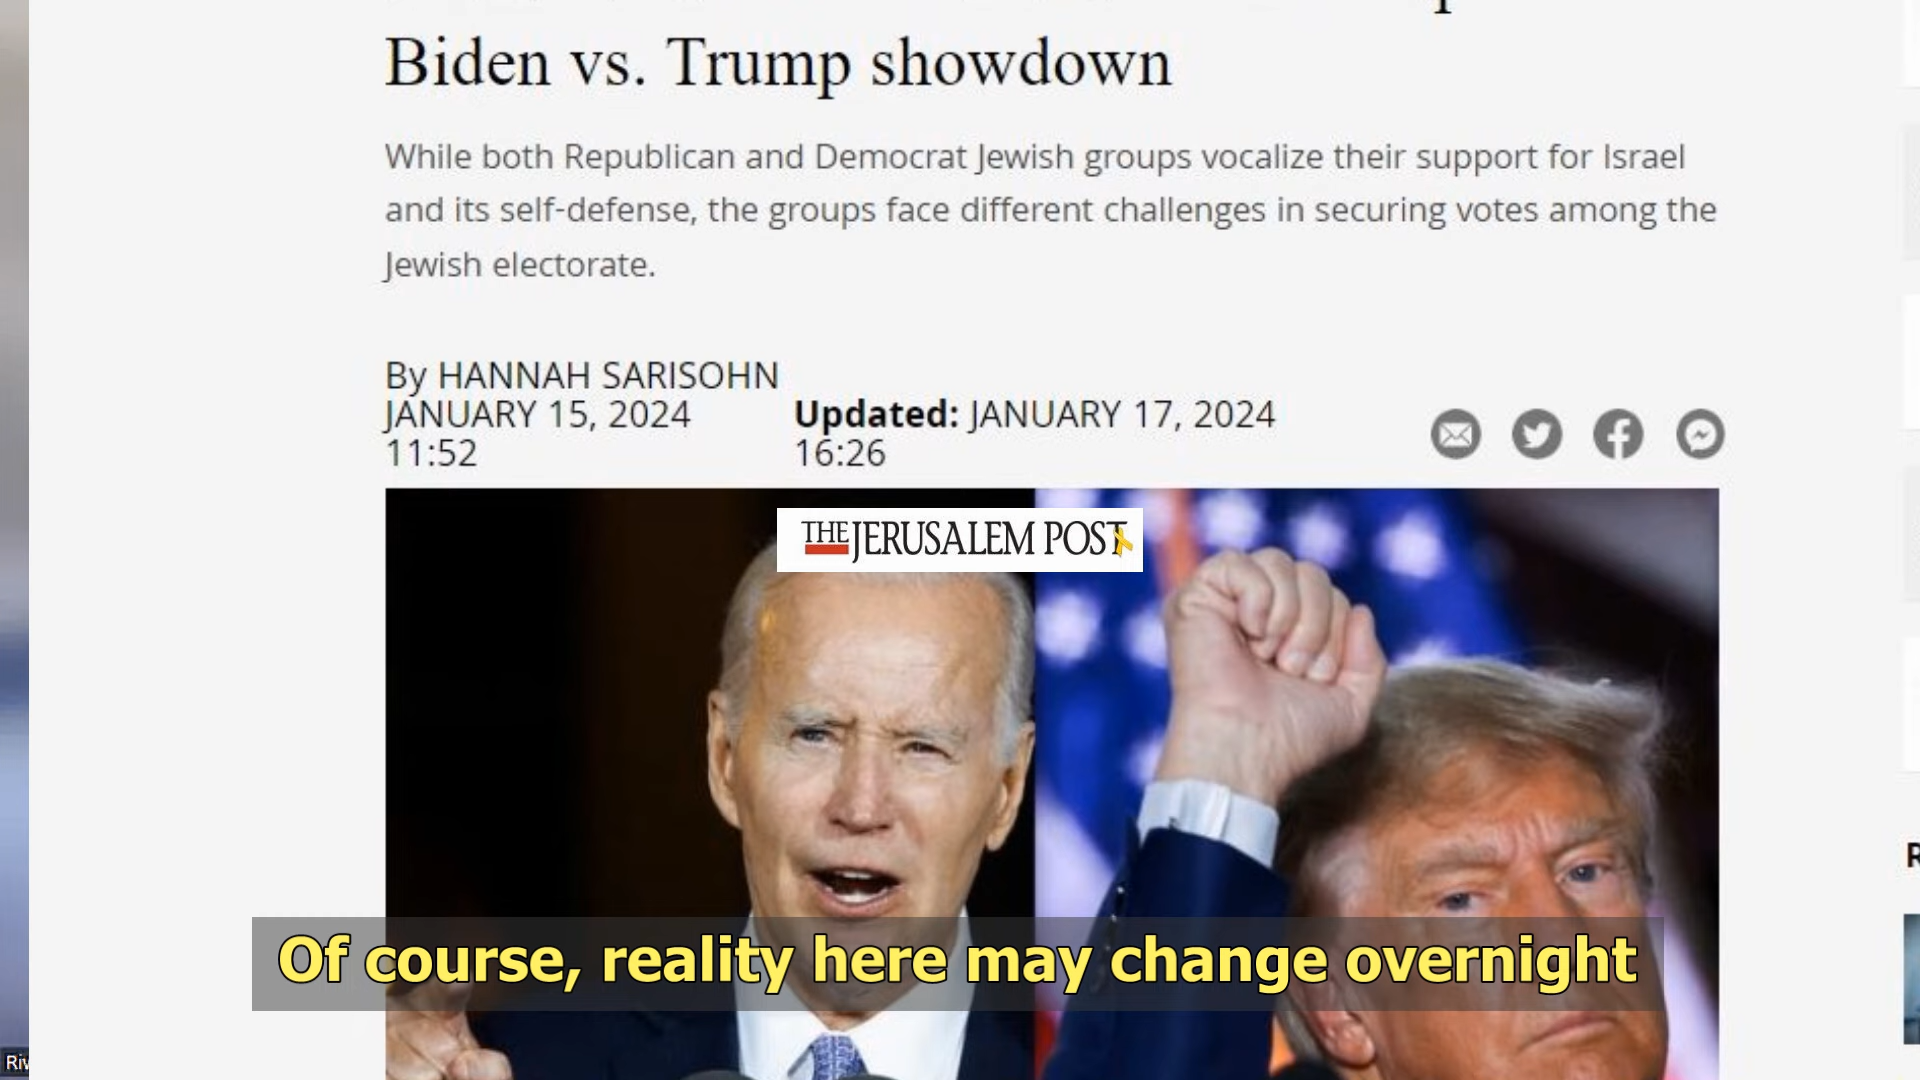 Biden vs. Trump showdown
While both Republican and Democrat Jewish groups vocalize their support for Israel
and its self-defense, the groups face different challenges in securing votes among the
Jewish electorate.
By HANNAH SARISOHN
JANUARY 15, 2024 Updated: JANUARY 17, 2024
11:52 16:26
THE JERUSALEM POST
Of course, reality here may change overnight